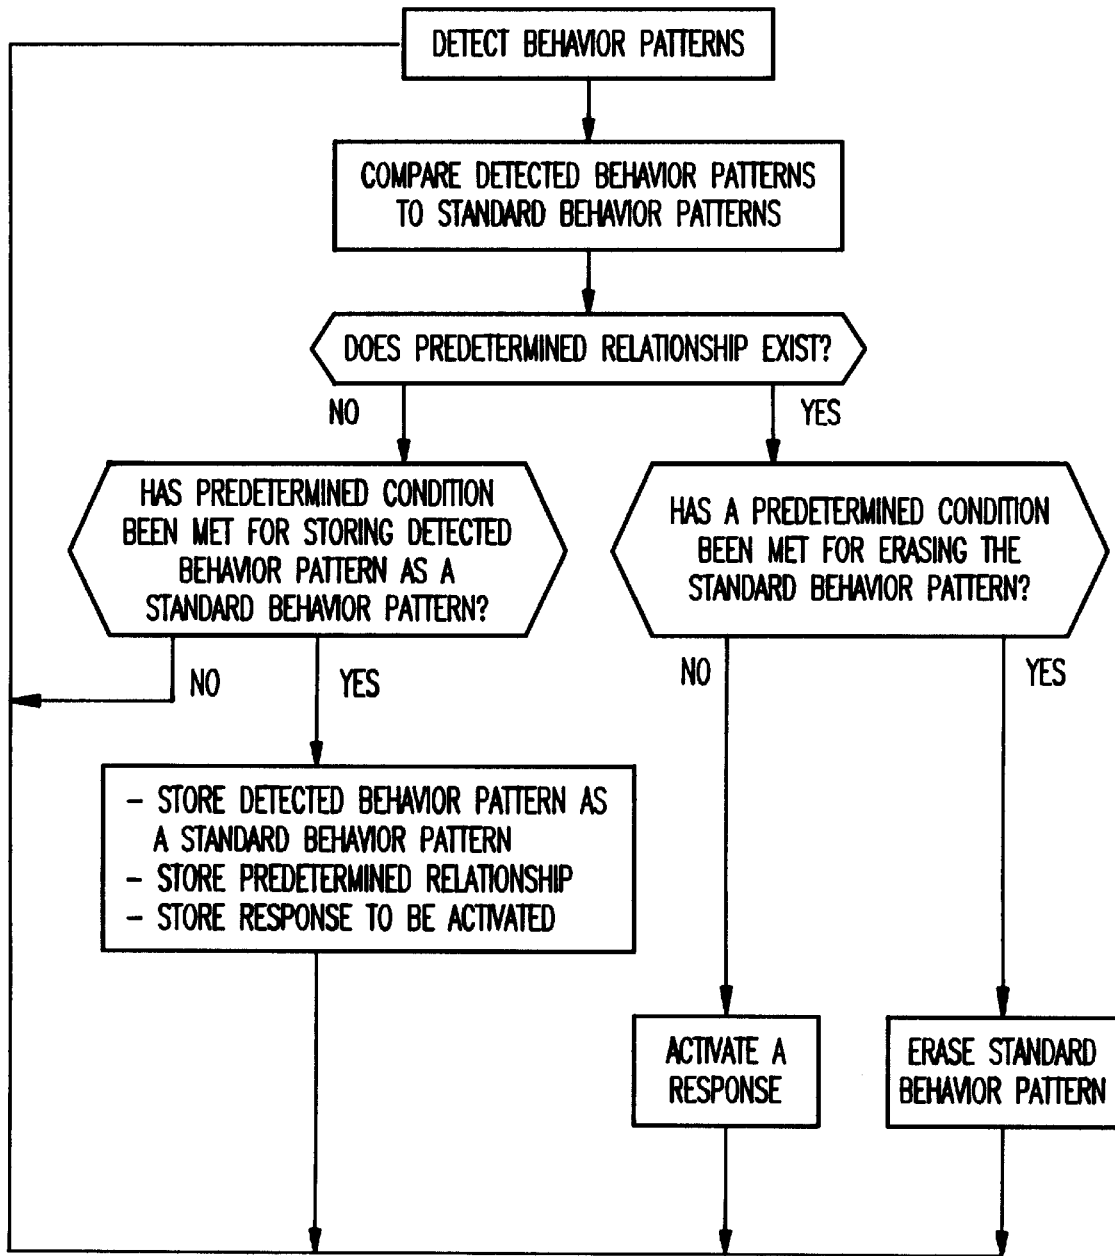 DETECT BEHAVIOR PATTERNS
COMPARE DETECTED BEHAVIOR PATTERNS
TO STANDARD BEHAVIOR PATTERNS
DOES PREDETERMINED RELATIONSHIP EXIST?
NO
YES
HAS PREDETERMINED CONDITION
BEEN MET FOR STORING DETECTED
BEHAVIOR PATTERN AS A
STANDARD BEHAVIOR PATTERN?
HAS A PREDETERMINED CONDITION
BEEN MET FOR ERASING THE
STANDARD BEHAVIOR PATTERN?
NO
YES
NO
YES
- STORE DETECTED BEHAVIOR PATTERN AS
A STANDARD BEHAVIOR PATTERN
- STORE PREDETERMINED RELATIONSHIP
- STORE RESPONSE TO BE ACTIVATED
ACTIVATE A
RESPONSE
ERASE STANDARD
BEHAVIOR PATTERN